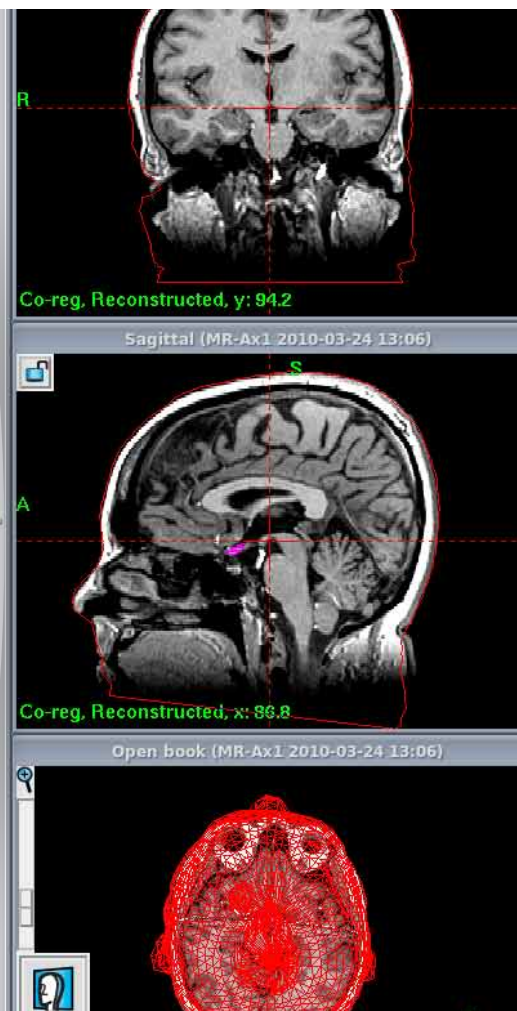 R
Co-reg, Reconstructed, y: 94.2
Sagittal (MR-Ax1 2010-03-24 13:06)
S
A
Co-reg, Reconstructed, x: 86.8
Open book (MR-Ax1 2010-03-24 13:06)